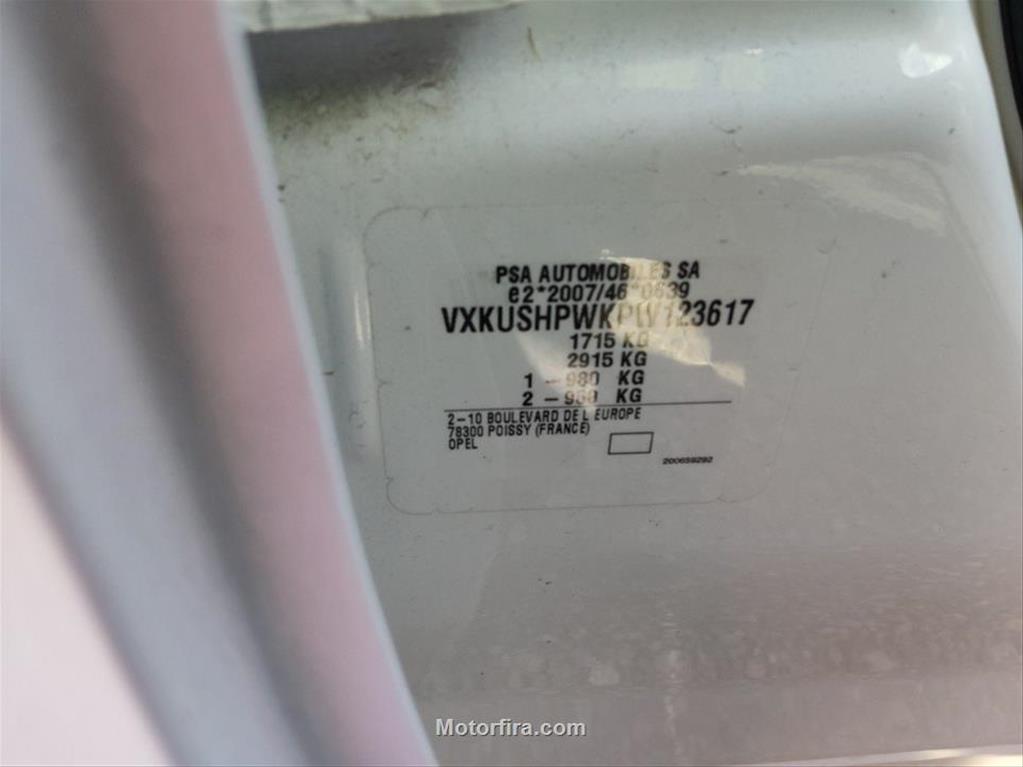 PSA AUTOMOBILES SA
e2*2007/46*0639
VXKUSHPWKPW123617
1715 KG
2915 KG
1 – 980 KG
2 – 960 KG
2–10 BOULEVARD DE L'EUROPE
78300 POISSY (FRANCE)
OPEL
200659292
Motorfira.com